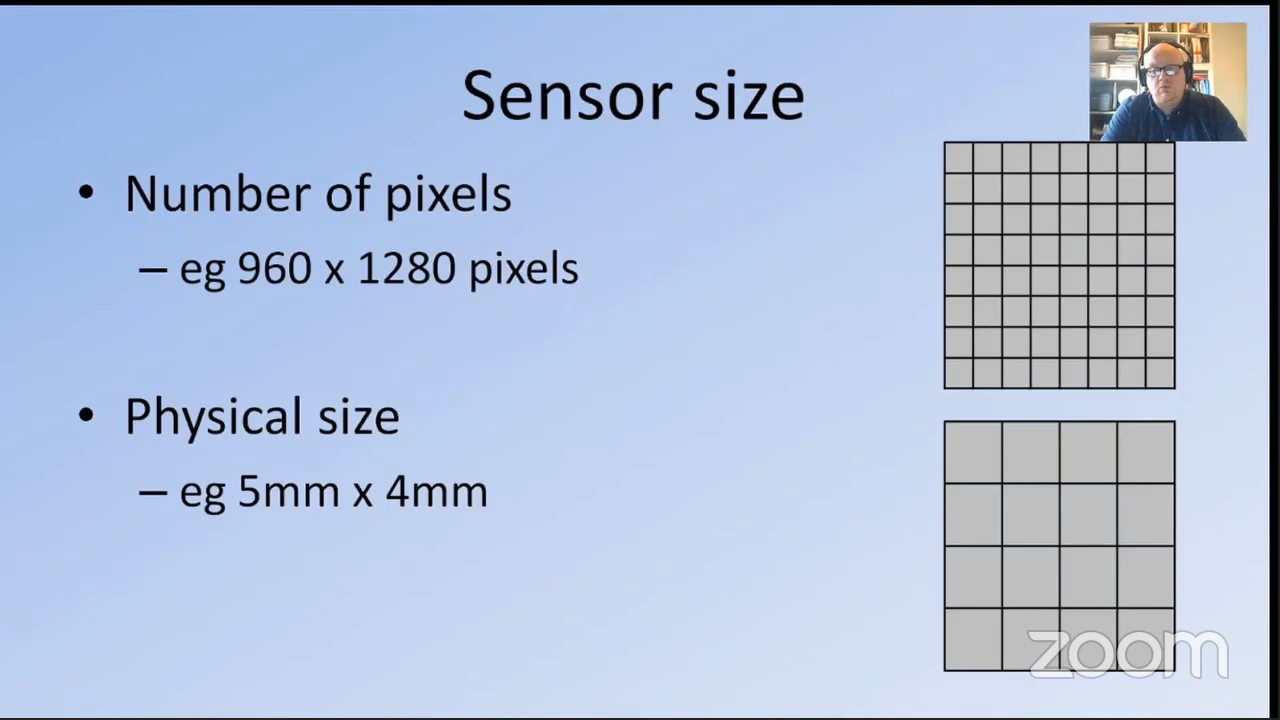 Sensor size
• Number of pixels
– eg 960 x 1280 pixels
• Physical size
– eg 5mm x 4mm
zoom